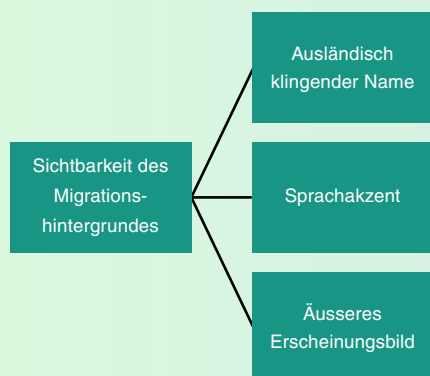 Ausländisch
klingender Name
Sichtbarkeit des
Migrations-
hintergrundes
Sprachakzent
Äusseres
Erscheinungsbild